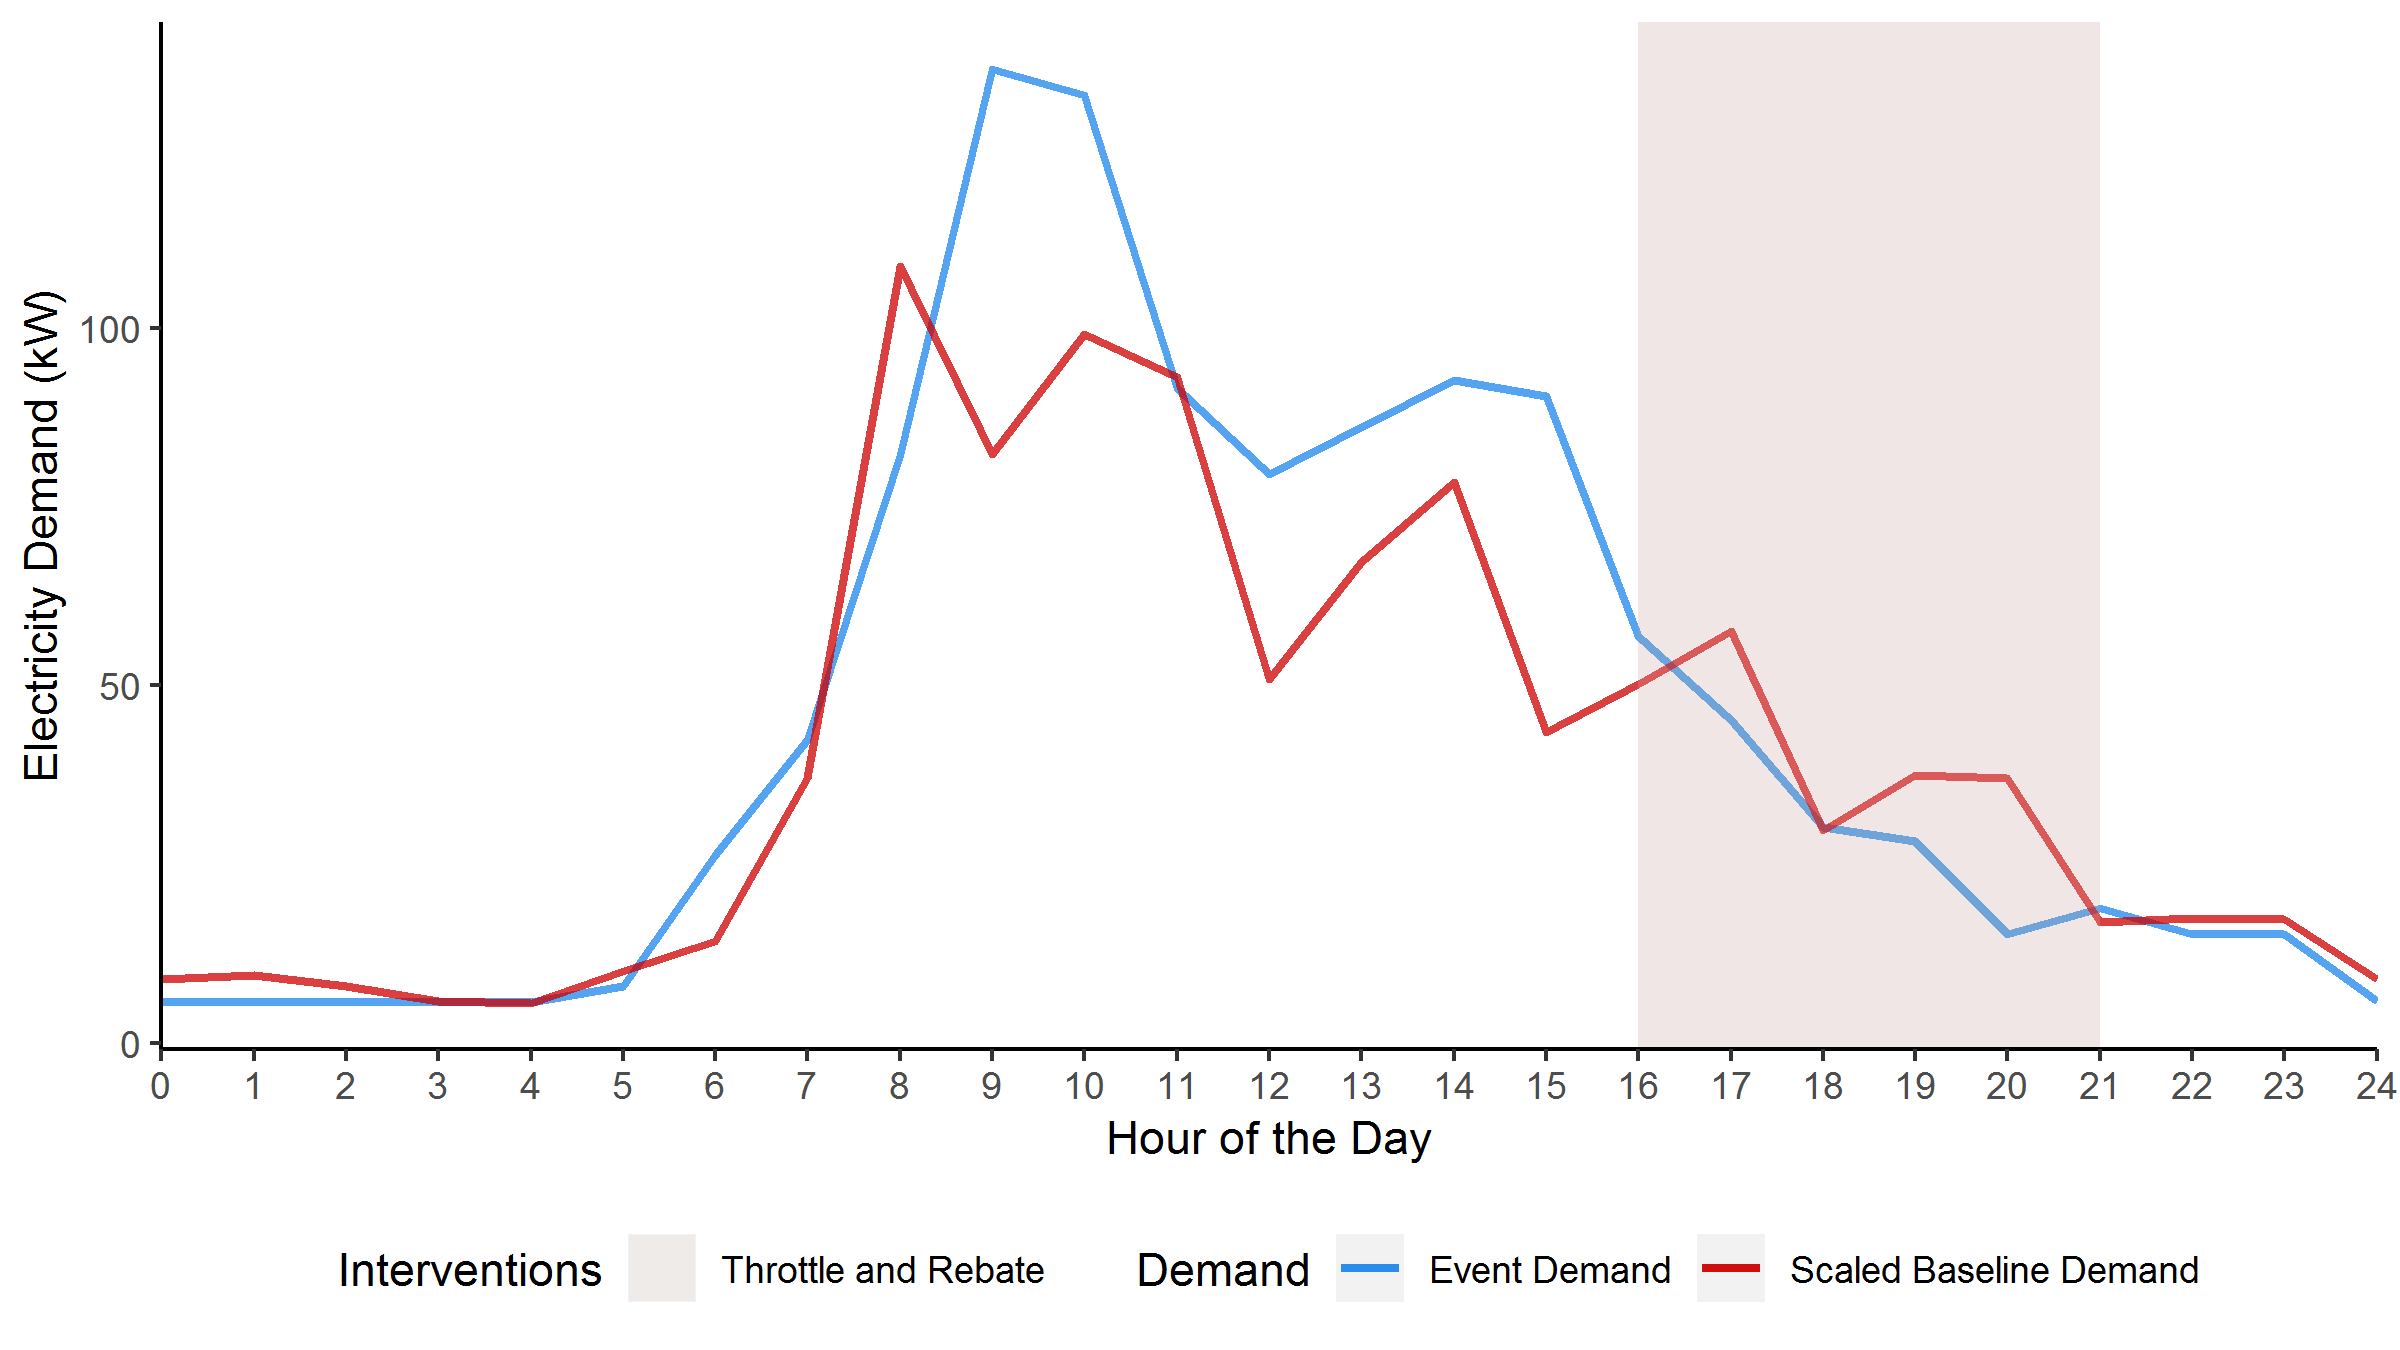 Electricity Demand (kW)
100
50
0
0 1 2 3 4 5 6 7 8 9 10 11 12 13 14 15 16 17 18 19 20 21 22 23 24
Hour of the Day
Interventions Throttle and Rebate Demand Event Demand Scaled Baseline Demand